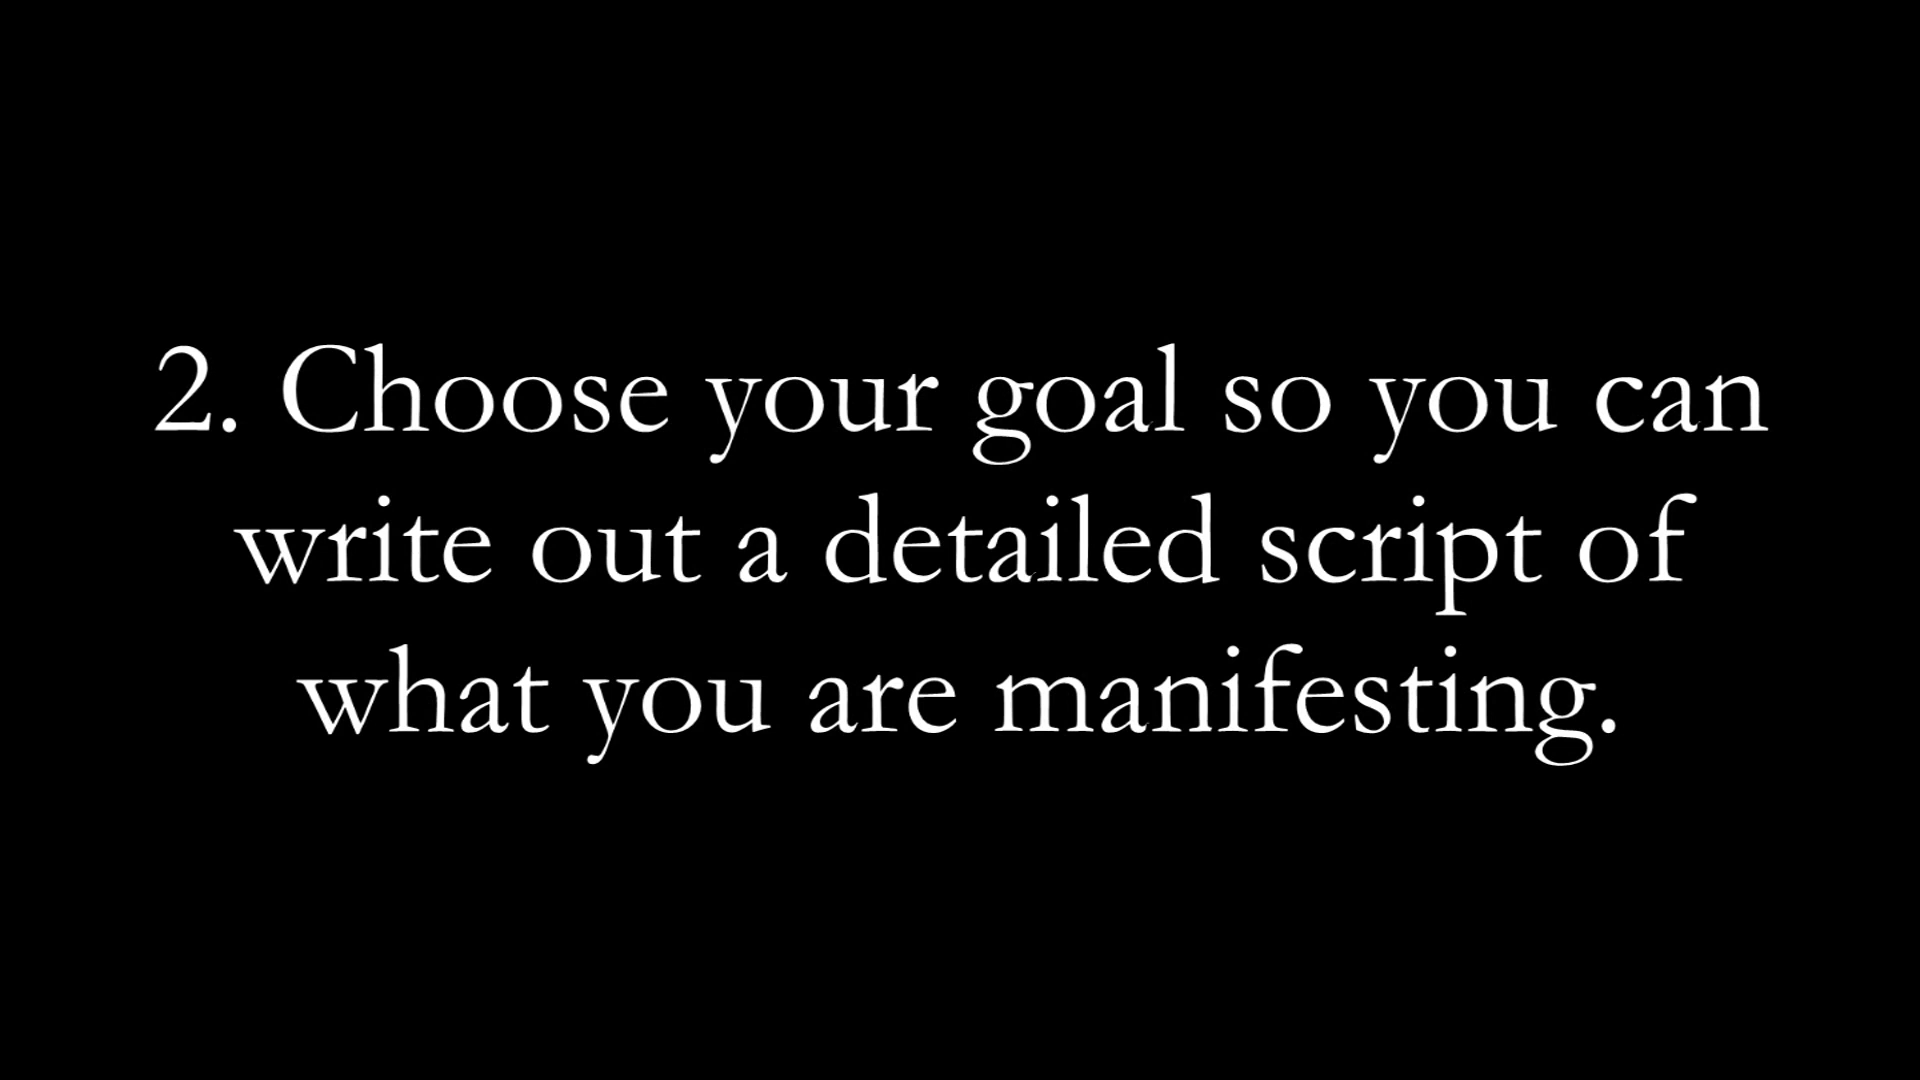 2. Choose your goal so you can
write out a detailed script of
what you are manifesting.